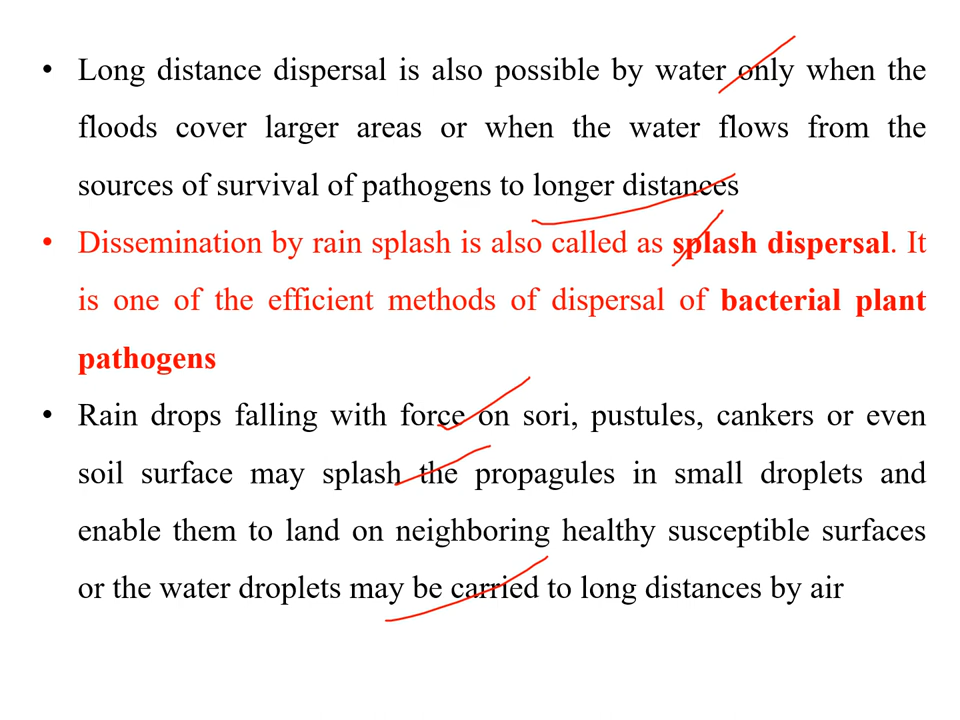 • Long distance dispersal is also possible by water only when the
floods cover larger areas or when the water flows from the
sources of survival of pathogens to longer distances
• Dissemination by rain splash is also called as splash dispersal. It
is one of the efficient methods of dispersal of bacterial plant
pathogens
• Rain drops falling with force on sori, pustules, cankers or even
soil surface may splash the propagules in small droplets and
enable them to land on neighboring healthy susceptible surfaces
or the water droplets may be carried to long distances by air